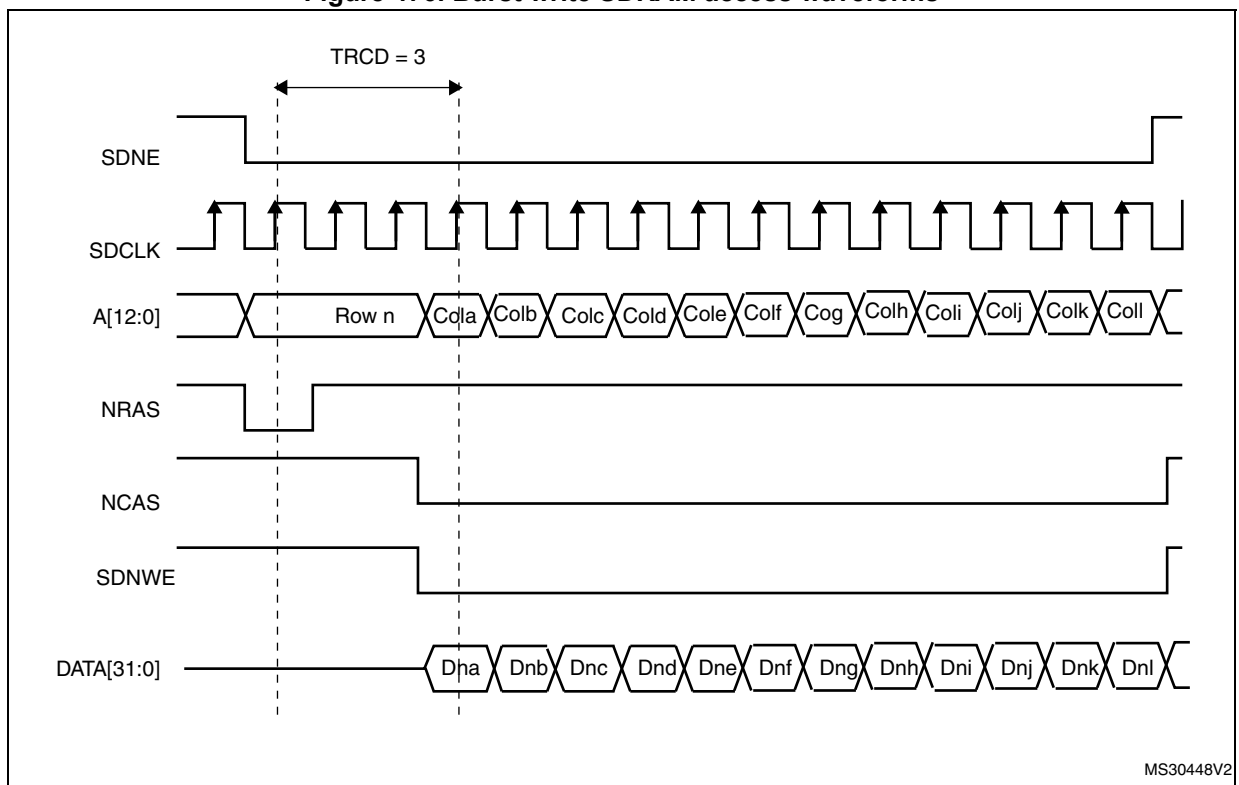 TRCD = 3
SDNE
SDCLK
A[12:0] Row n Cola Colb Colc Cold Cole Colf Cog Colh Coli Colj Colk Coll
NRAS
NCAS
SDNWE
DATA[31:0] Dna Dnb Dnc Dnd Dne Dnf Dng Dnh Dni Dnj Dnk Dnl
MS30448V2